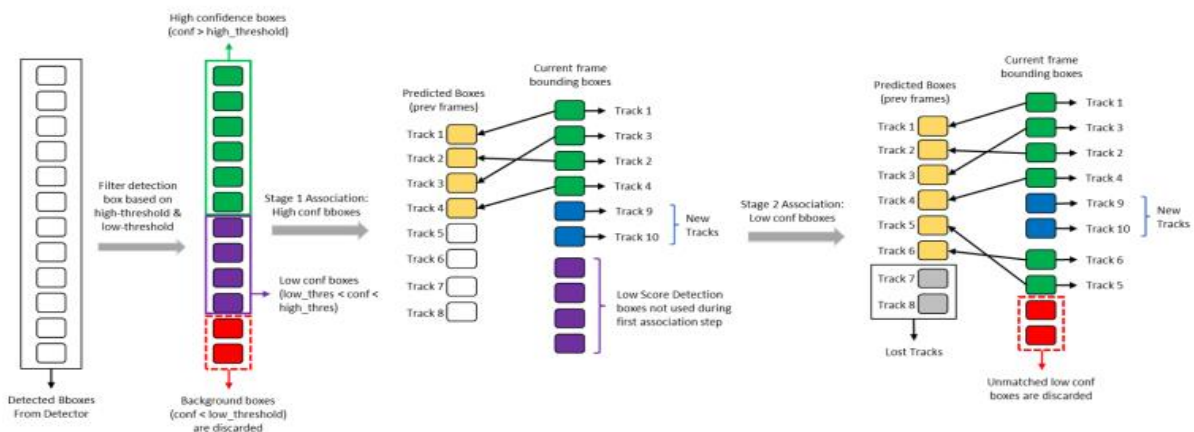 High confidence boxes
(conf > high_threshold)
Detected Bboxes
From Detector
Filter detection
box based on
high-threshold &
low-threshold
Low conf boxes
(low_thres < conf <
high_thres)
Background boxes
(conf < low_threshold)
are discarded
Stage 1 Association:
High conf bboxes
Predicted Boxes
(prev frames)
Track 1
Track 2
Track 3
Track 4
Track 5
Track 6
Track 7
Track 8
Current frame
bounding boxes
Track 1
Track 3
Track 2
Track 4
Track 9
Track 10
New
Tracks
Low Score Detection
boxes not used during
first association step
Stage 2 Association:
Low conf bboxes
Predicted Boxes
(prev frames)
Track 1
Track 2
Track 3
Track 4
Track 5
Track 6
Track 7
Track 8
Lost Tracks
Current frame
bounding boxes
Track 1
Track 3
Track 2
Track 4
Track 9
Track 10
New
Tracks
Track 6
Track 5
Unmatched low conf
boxes are discarded